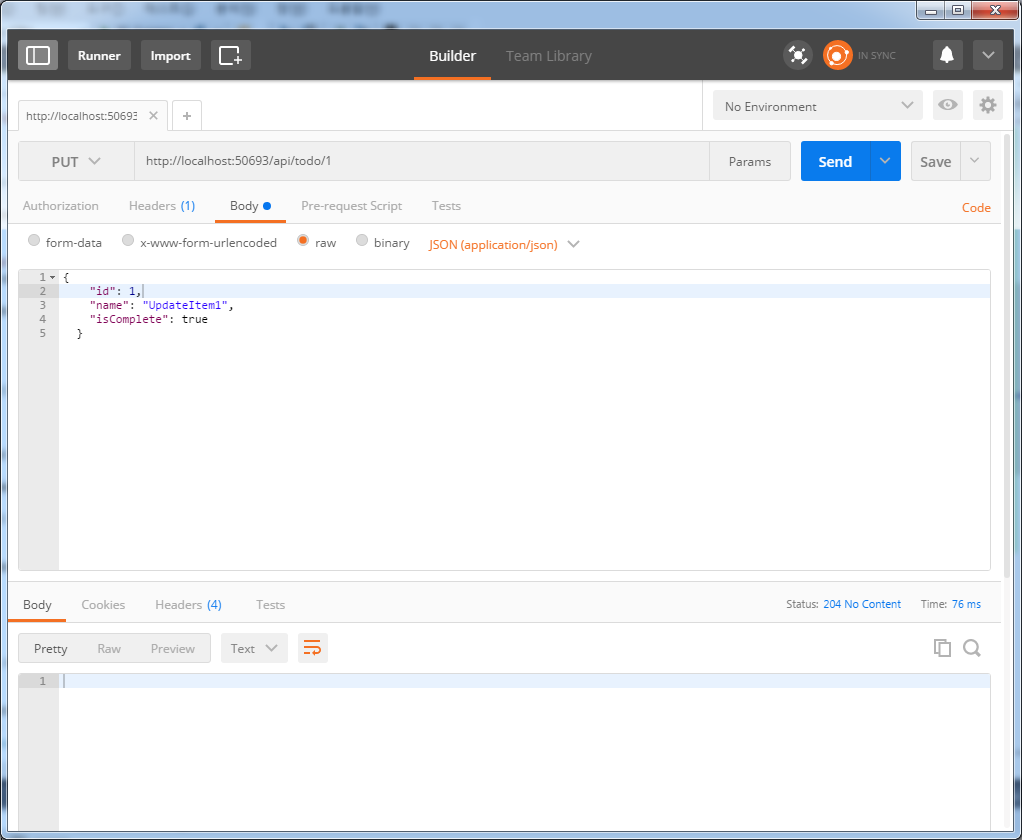 Runner Import Builder Team Library IN SYNC
http://localhost:50693 No Environment
PUT http://localhost:50693/api/todo/1 Params Send Save
Authorization Headers (1) Body Pre-request Script Tests Code
form-data x-www-form-urlencoded raw binary JSON (application/json)
1 {
2 "id": 1,
3 "name": "UpdateItem1",
4 "isComplete": true
5 }
Body Cookies Headers (4) Tests Status: 204 No Content Time: 76 ms
Pretty Raw Preview Text
1